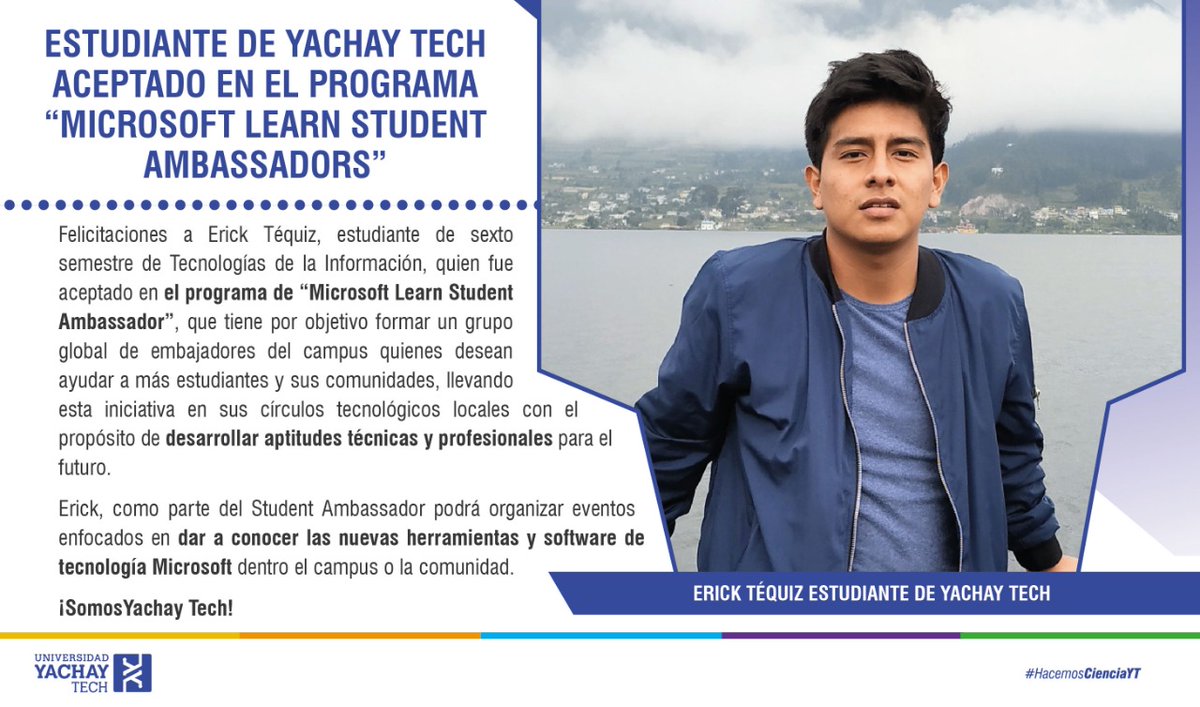 ESTUDIANTE DE YACHAY TECH
ACEPTADO EN EL PROGRAMA
“MICROSOFT LEARN STUDENT
AMBASSADORS”
Felicitaciones a Erick Téquiz, estudiante de sexto
semestre de Tecnologías de la Información, quien fue
aceptado en el programa de “Microsoft Learn Student
Ambassador”, que tiene por objetivo formar un grupo
global de embajadores del campus quienes desean
ayudar a más estudiantes y sus comunidades, llevando
esta iniciativa en sus círculos tecnológicos locales con el
propósito de desarrollar aptitudes técnicas y profesionales para el
futuro.
Erick, como parte del Student Ambassador podrá organizar eventos
enfocados en dar a conocer las nuevas herramientas y software de
tecnología Microsoft dentro el campus o la comunidad.
¡SomosYachay Tech!
ERICK TÉQUIZ ESTUDIANTE DE YACHAY TECH
UNIVERSIDAD
YACHAY
TECH
#HacemosCienciaYT